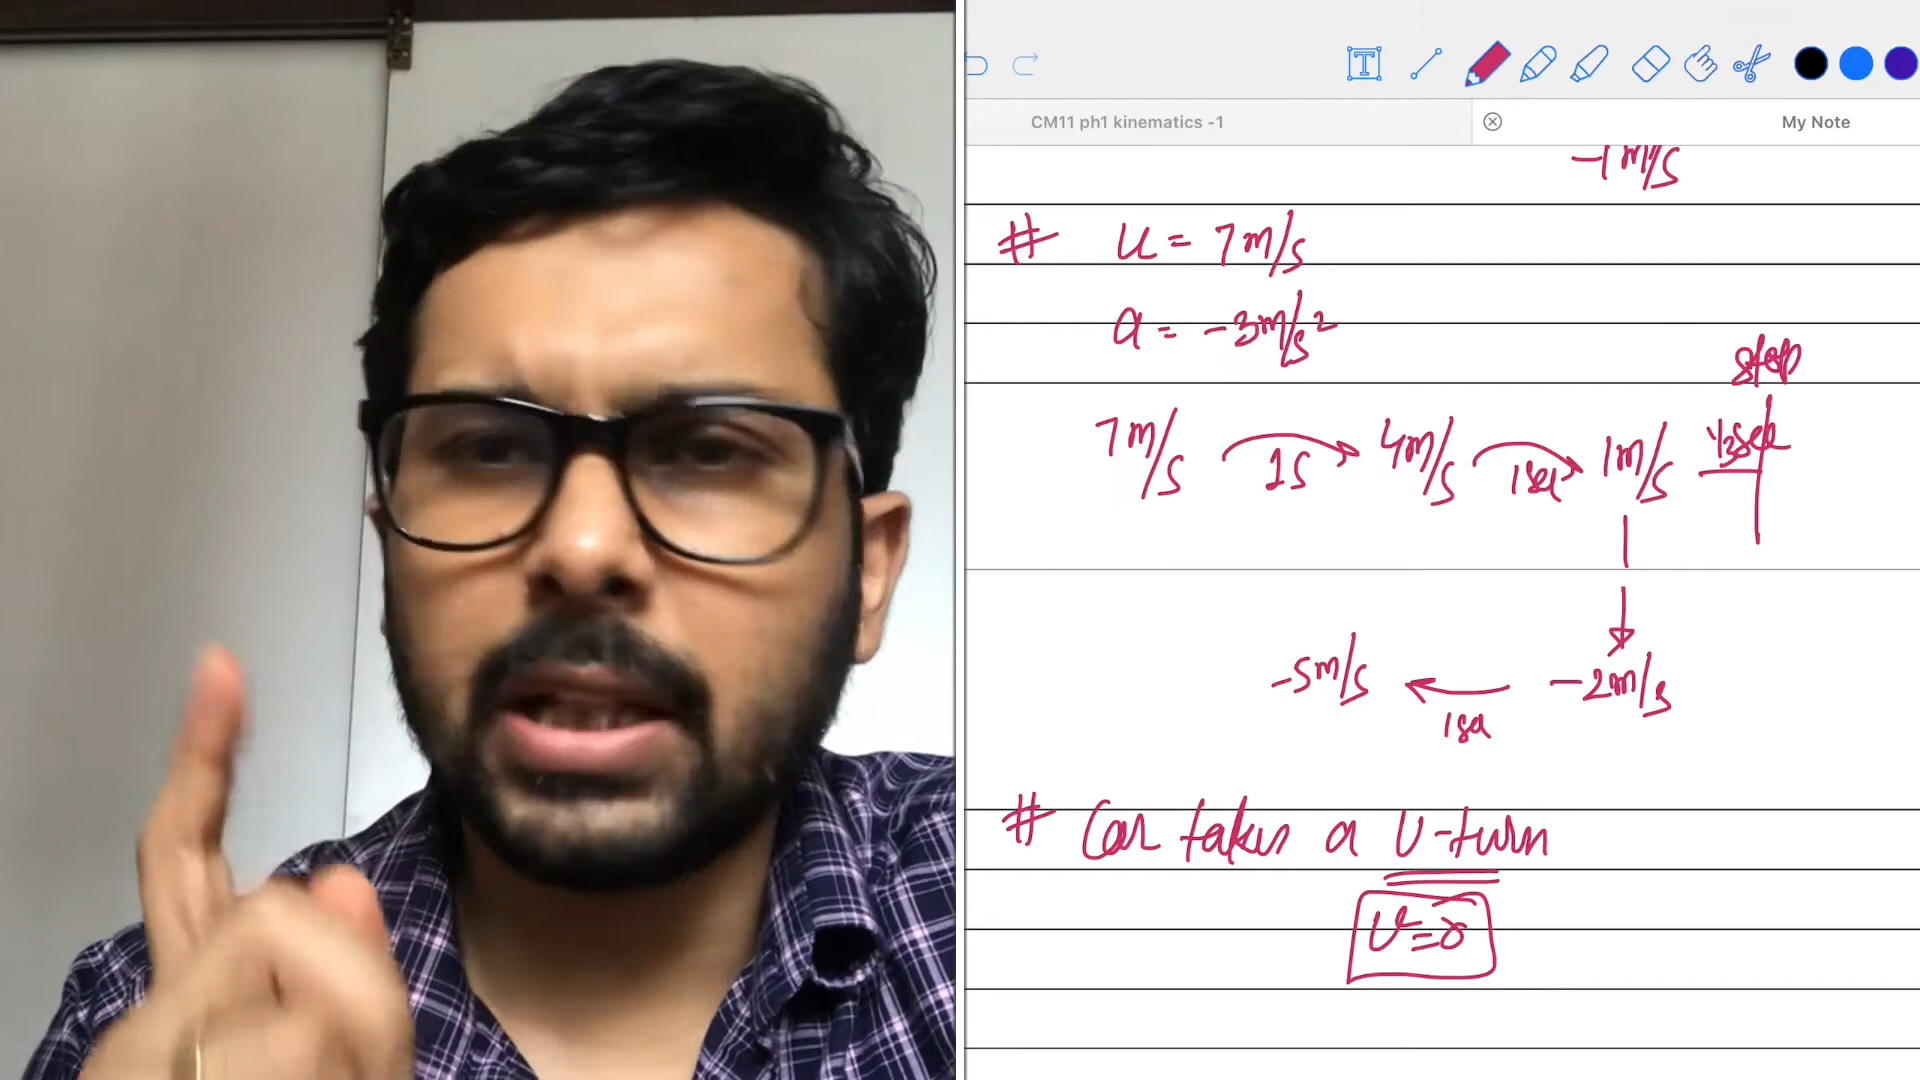 CM11 ph1 kinematics -1
My Note
-1m/s
# u = 7m/s
a = -3m/s²
stop
7m/s 1s 4m/s 1sec 1m/s 1/3sec
-5m/s 1sec -2m/s
# Car takes a U-turn
v=0